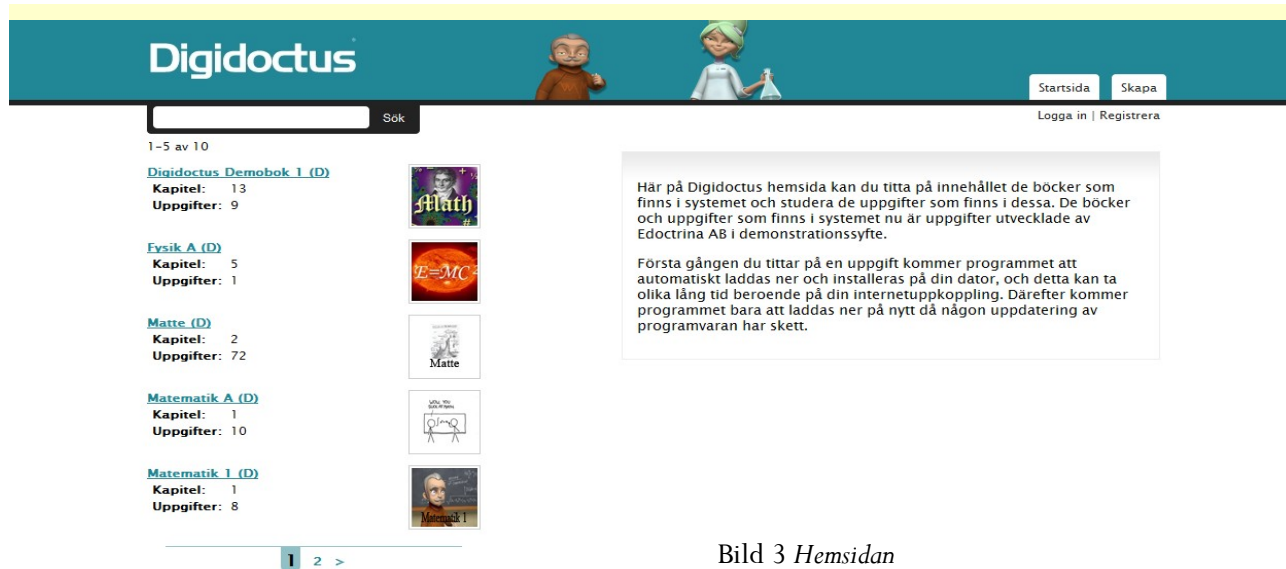 Digidoctus
Startsida Skapa
Sök
Logga in | Registrera
1-5 av 10
Digidoctus Demobok 1 (D)
Kapitel: 13
Uppgifter: 9
Math
Fysik A (D)
Kapitel: 5
Uppgifter: 1
E=MC²
Matte (D)
Kapitel: 2
Uppgifter: 72
Matte
Matematik A (D)
Kapitel: 1
Uppgifter: 10
Matematik 1 (D)
Kapitel: 1
Uppgifter: 8
Matematik 1
1 2 >
Här på Digidoctus hemsida kan du titta på innehållet de böcker som
finns i systemet och studera de uppgifter som finns i dessa. De böcker
och uppgifter som finns i systemet nu är uppgifter utvecklade av
Edoctrina AB i demonstrationssyfte.
Första gången du tittar på en uppgift kommer programmet att
automatiskt laddas ner och installeras på din dator, och detta kan ta
olika lång tid beroende på din internetuppkoppling. Därefter kommer
programmet bara att laddas ner på nytt då någon uppdatering av
programvaran har skett.
Bild 3 Hemsidan